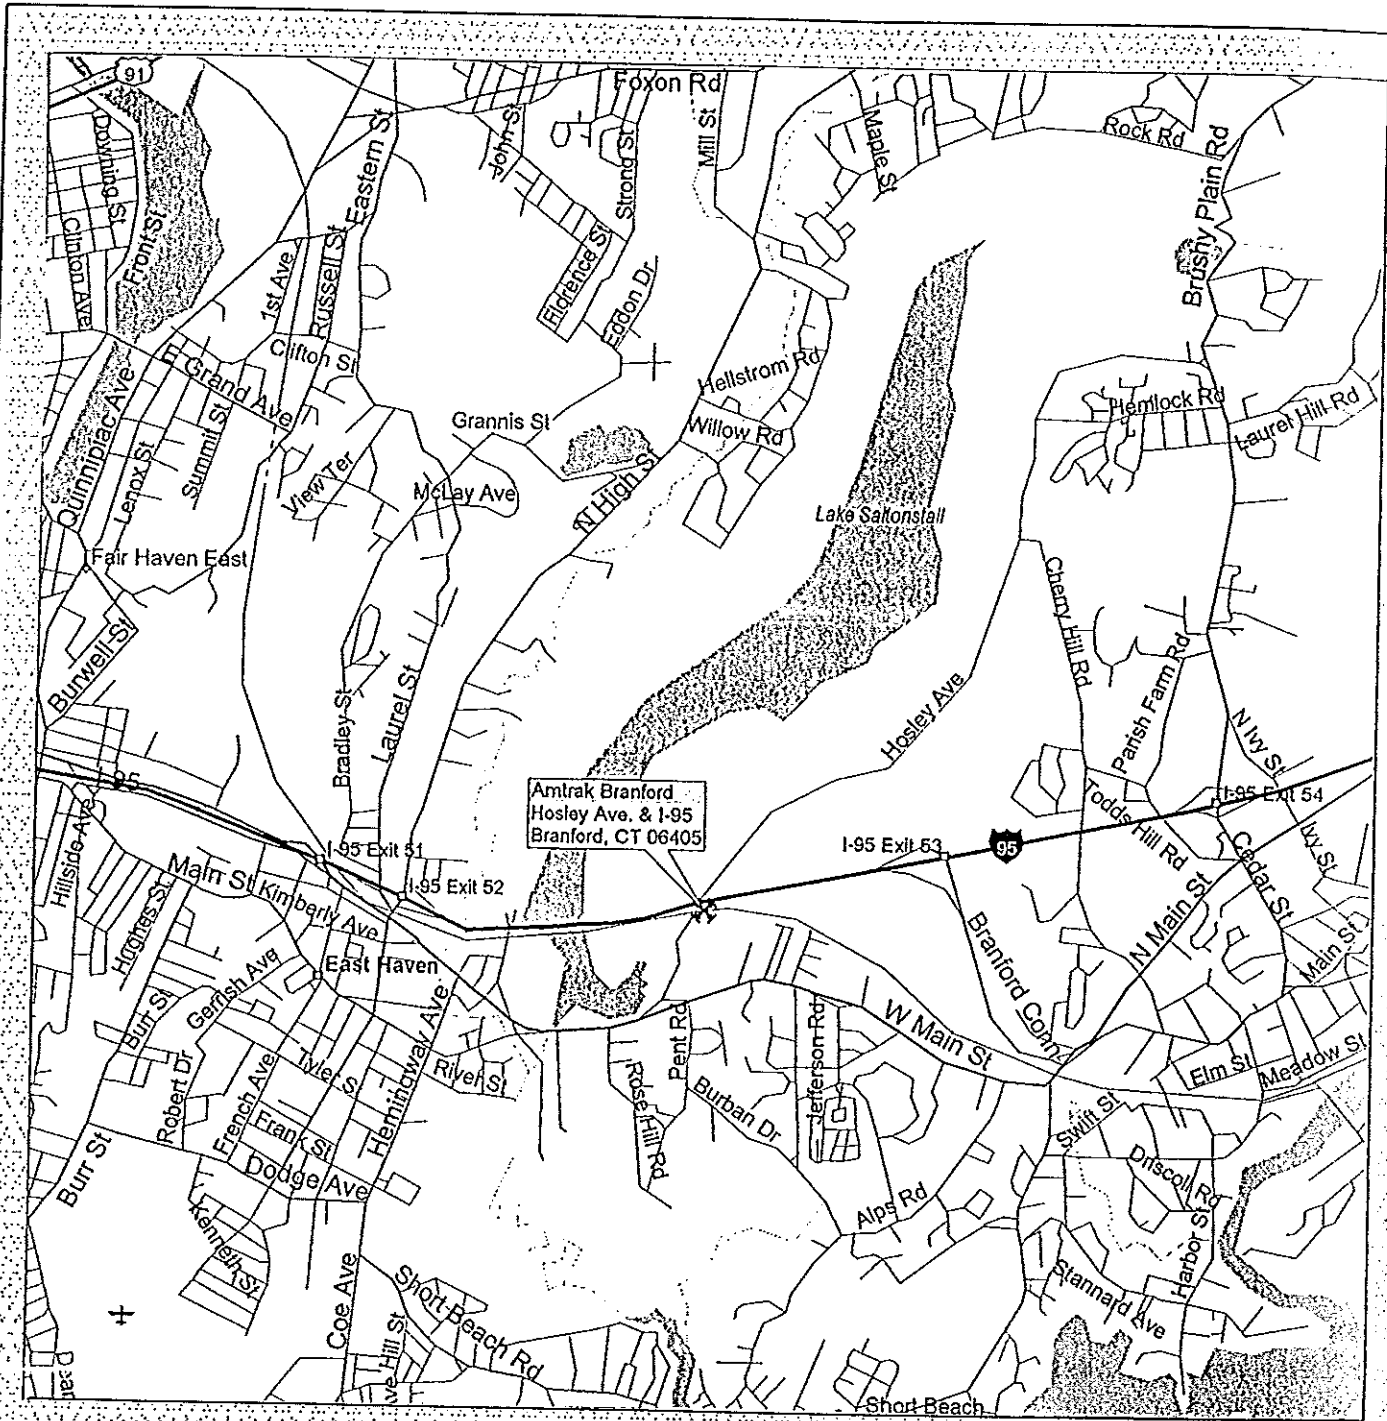 91
Foxon Rd
Downing St
Eastern St
John St
Strong St
Mill St
Maple St
Rock Rd
Brushy Plain Rd
Clinton Ave
Front St
1st Ave
Russell St
Florence St
Eddon Dr
E Grand Ave
Clifton St
Hellstrom Rd
Hemlock Rd
Laurel Hill Rd
Quinnipiac Ave
Lenox St
Summit St
View Ter
Grannis St
McLay Ave
N High St
Willow Rd
Lake Saltonstall
Fair Haven East
Cherry Hill Rd
Burwell St
Bradley St
Laurel St
Hosley Ave
Parish Farm Rd
N Ivy St
I-95
Amtrak Branford
Hosley Ave. & I-95
Branford, CT 06405
I-95 Exit 54
Todds Hill Rd
Ivy St
Hillside Ave
I-95 Exit 51
I-95 Exit 53
95
Main St
Kimberly Ave
I-95 Exit 52
Hughes St
Cedar St
N Main St
Branford Conn
Main St
East Haven
Gerrish Ave
Burr St
Robert Dr
French Ave
Tyler St
Hemingway Ave
River St
Pent Rd
Rose Hill Rd
Burban Dr
Jefferson Rd
W Main St
Elm St
Meadow St
Frank St
Dodge Ave
Burr St
Swift St
Driscoll Rd
Alps Rd
Harbor St
Kenneth St
Coe Ave
Short Beach Rd
Stannard Ave
Ave
Hill St
Short Beach